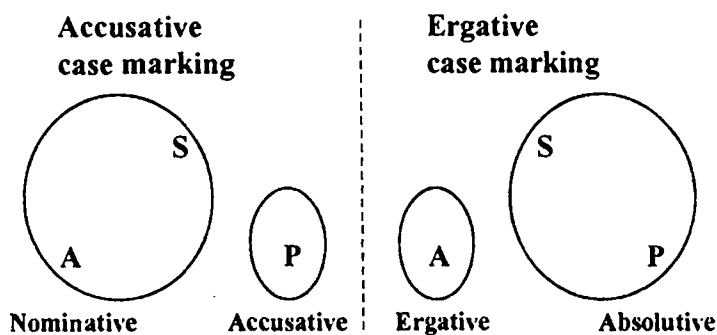 Accusative
case marking
S
A
P
Nominative
Accusative
Ergative
case marking
S
A
P
Ergative
Absolutive